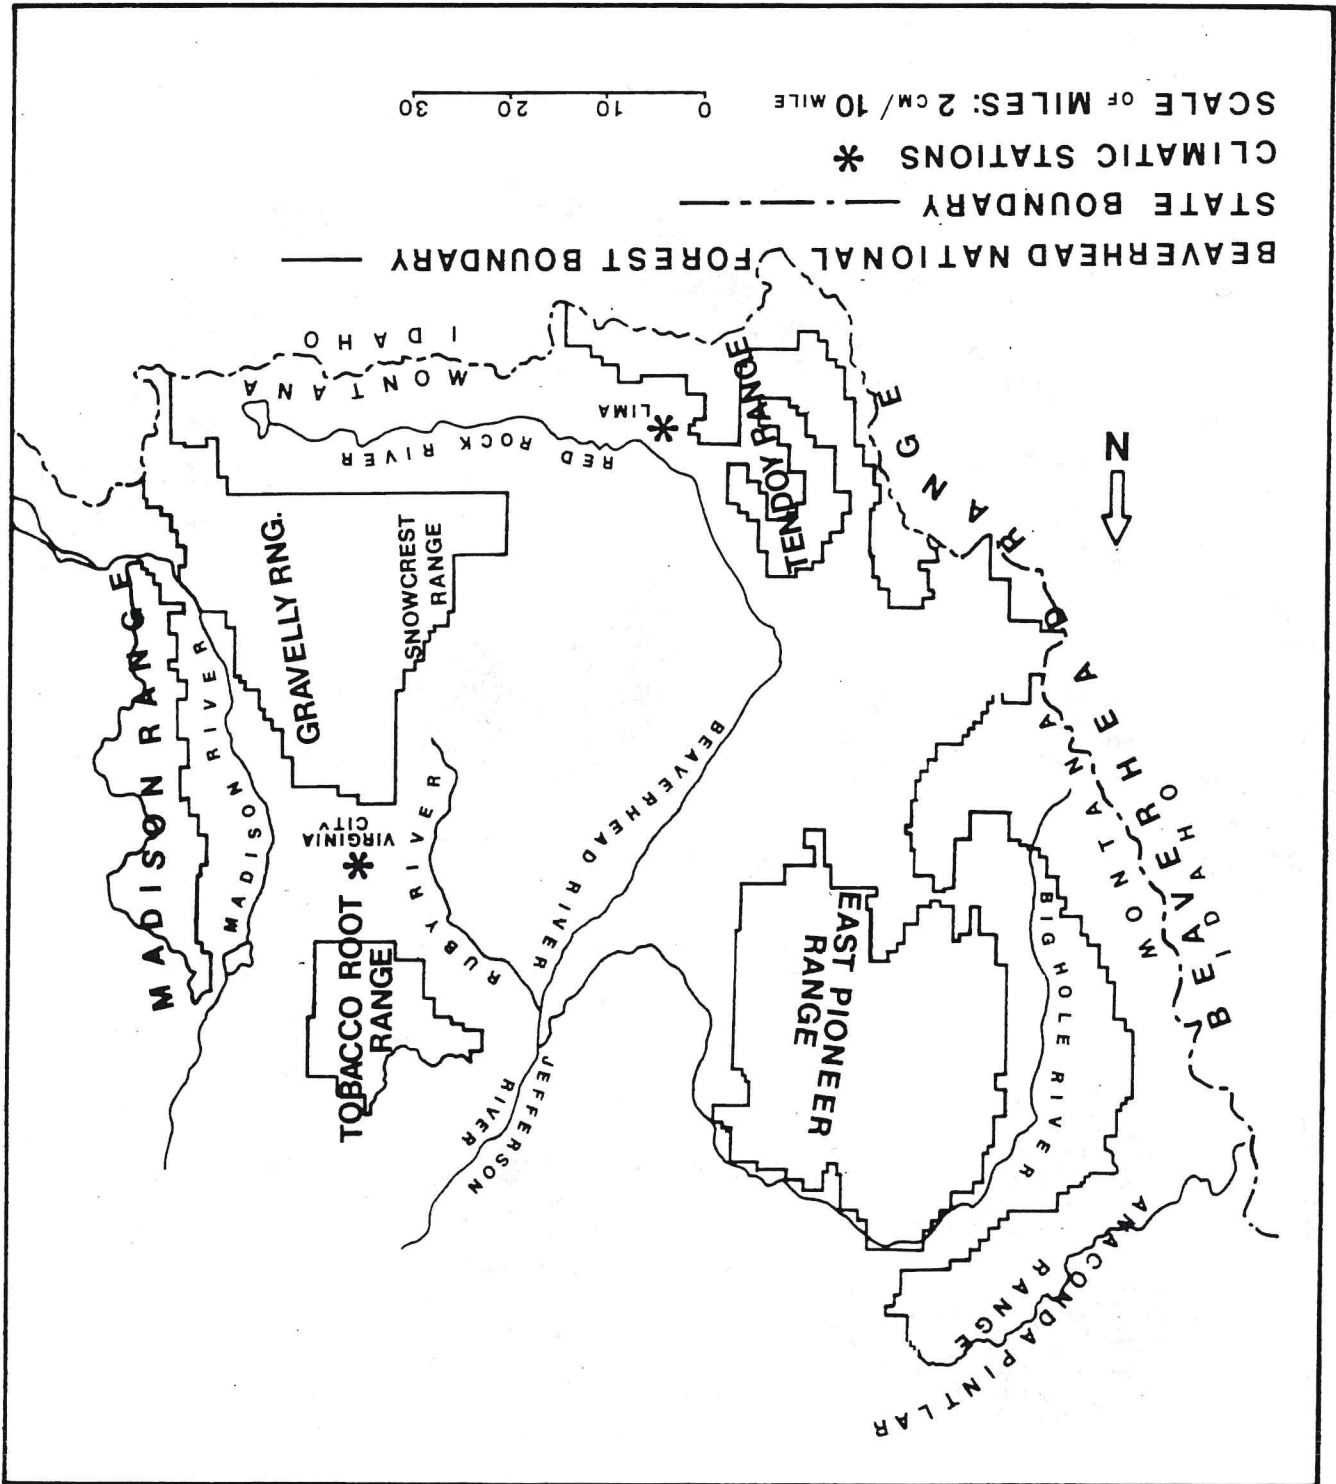 ANACONDA PINTLAR
RANGE
JEFFERSON
RIVER
BIG HOLE RIVER
BEAVERHEAD RANGE
MONTANA
IDAHO
EAST PIONEER
RANGE
TOBACCO ROOT
RANGE
RUBY RIVER
BEAVERHEAD RIVER
MADISON RANGE
MADISON RIVER
*
VIRGINIA
CITY
GRAVELLY RNG.
SNOWCREST
RANGE
N
TENDOY RANGE
RED ROCK RIVER
*
LIMA
MONTANA
IDAHO
BEAVERHEAD NATIONAL FOREST BOUNDARY
STATE BOUNDARY
CLIMATIC STATIONS *
SCALE OF MILES: 2 CM/10 MILE
0 10 20 30